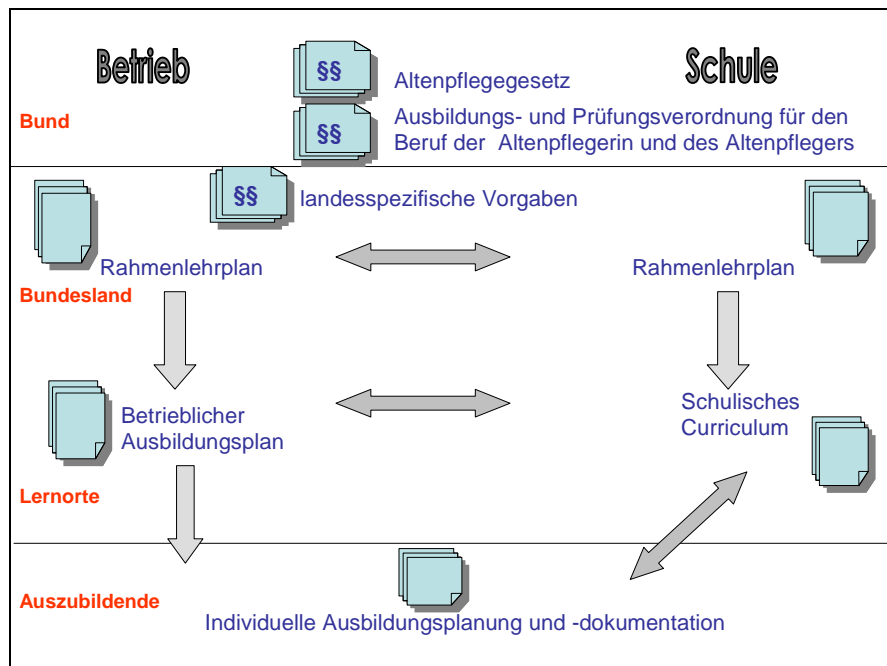 Betrieb
Schule
§§
Altenpflegegesetz
Bund
§§
Ausbildungs- und Prüfungsverordnung für den
Beruf der Altenpflegerin und des Altenpflegers
§§
landesspezifische Vorgaben
Rahmenlehrplan
Rahmenlehrplan
Bundesland
Betrieblicher
Ausbildungsplan
Schulisches
Curriculum
Lernorte
Auszubildende
Individuelle Ausbildungsplanung und -dokumentation